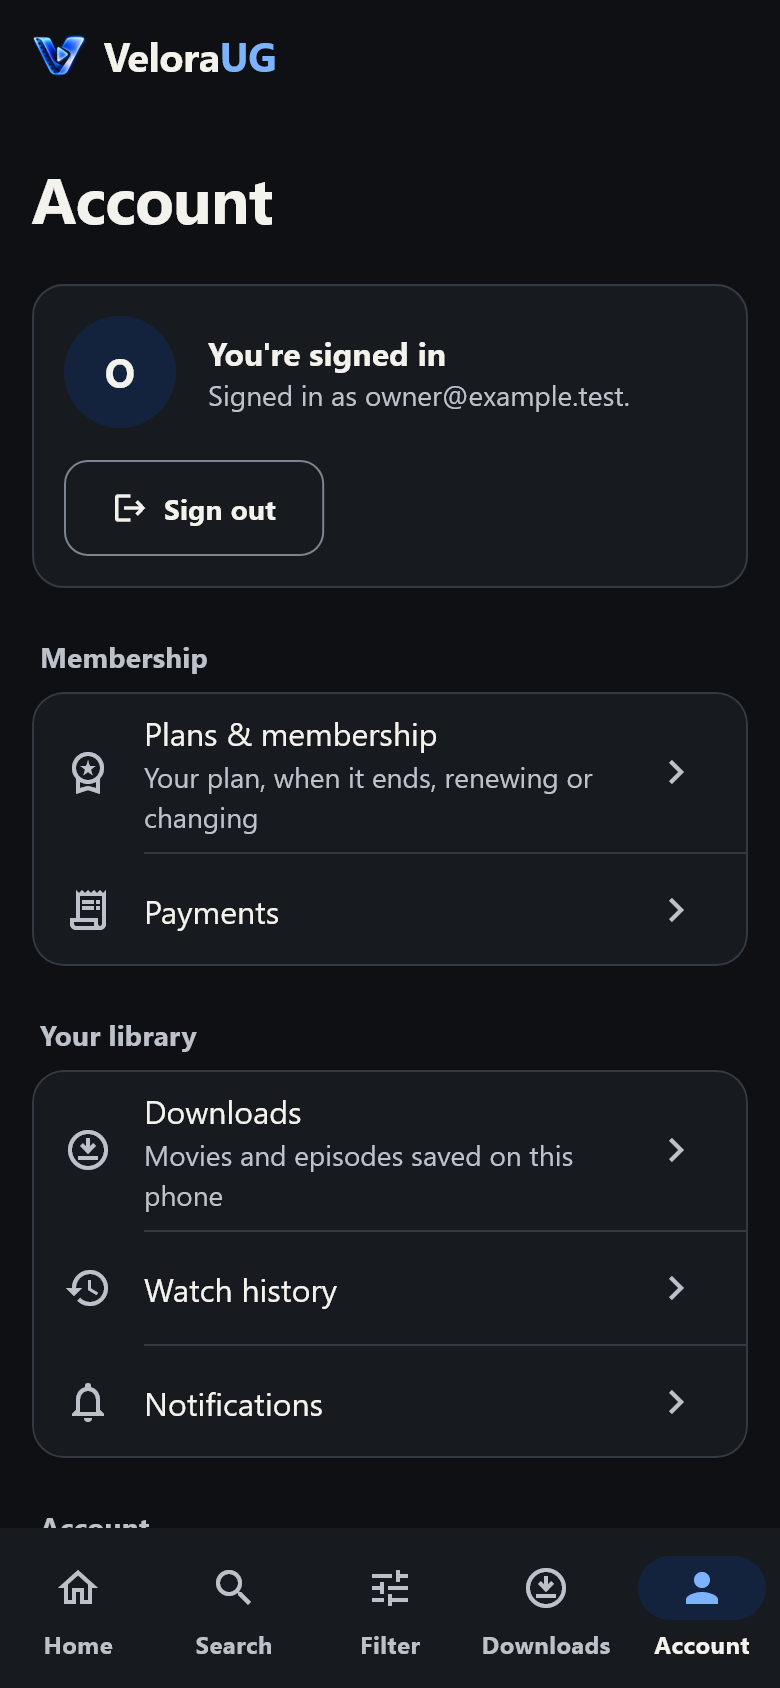 VeloraUG
Account
O
You're signed in
Signed in as owner@example.test.
Sign out
Membership
Plans & membership
Your plan, when it ends, renewing or
changing
Payments
Your library
Downloads
Movies and episodes saved on this
phone
Watch history
Notifications
Account
Home
Search
Filter
Downloads
Account